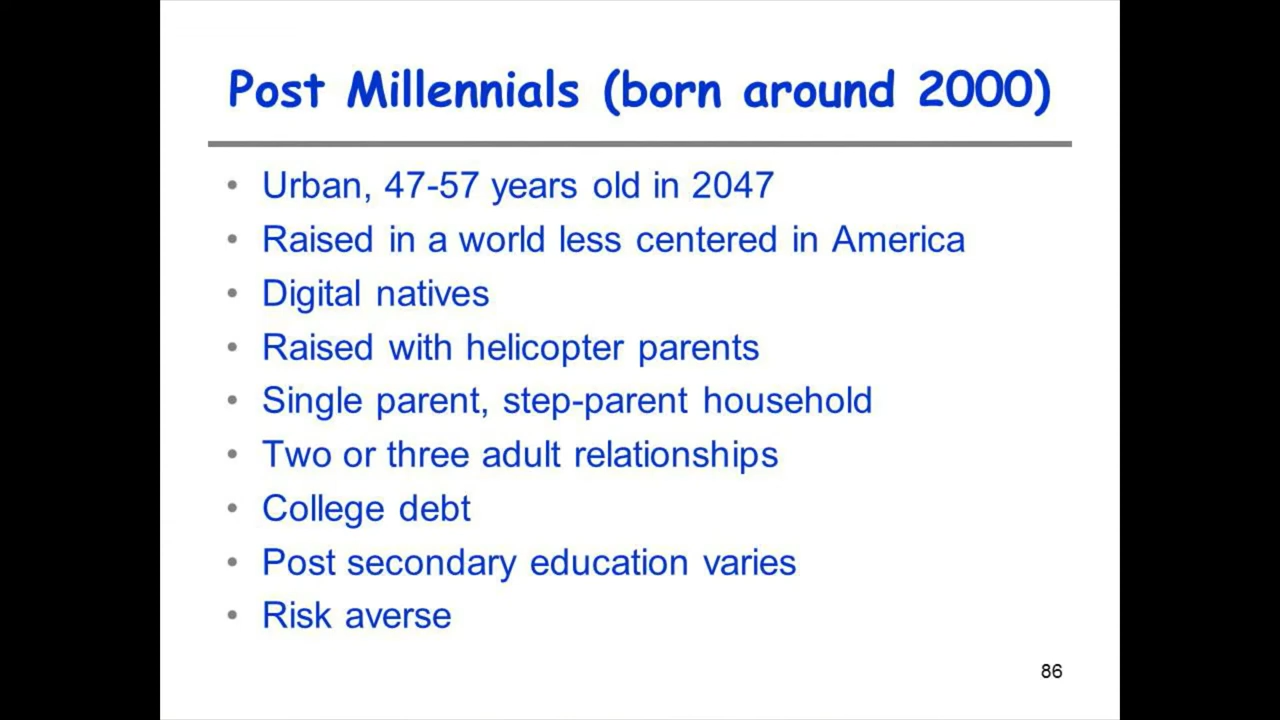 Post Millennials (born around 2000)
• Urban, 47-57 years old in 2047
• Raised in a world less centered in America
• Digital natives
• Raised with helicopter parents
• Single parent, step-parent household
• Two or three adult relationships
• College debt
• Post secondary education varies
• Risk averse
86